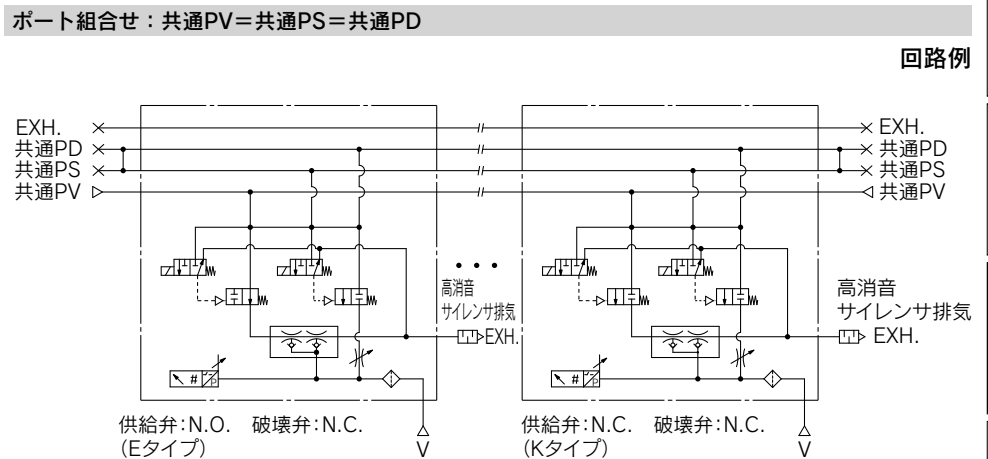 ポート組合せ：共通PV＝共通PS＝共通PD
回路例
EXH.
共通PD
共通PS
共通PV
EXH.
共通PD
共通PS
共通PV
高消音
サイレンサ排気
EXH.
高消音
サイレンサ排気
EXH.
# P
# P
供給弁：N.O.
(Eタイプ)
破壊弁：N.C.
V
供給弁：N.C.
(Kタイプ)
破壊弁：N.C.
V